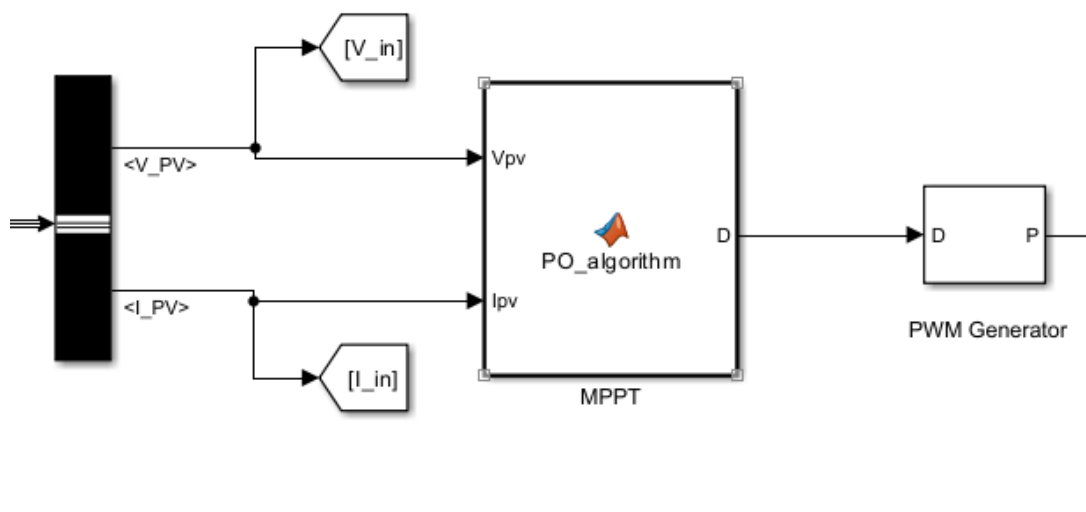 [V_in]
<V_PV>
Vpv
PO_algorithm
D
D
P
<I_PV>
Ipv
PWM Generator
[I_in]
MPPT